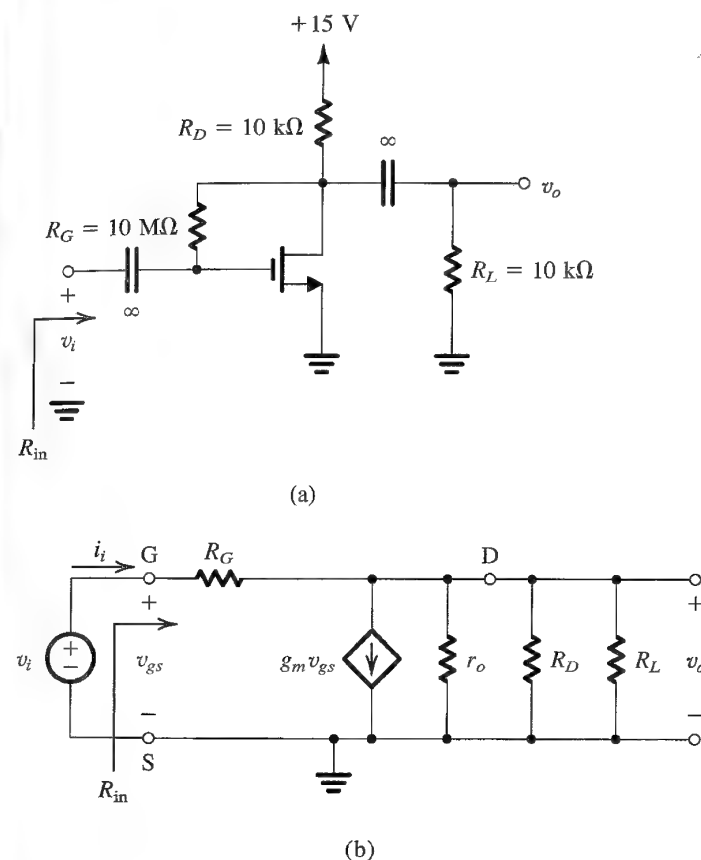 +15 V
R_D = 10 kΩ
∞
v_o
R_G = 10 MΩ
R_L = 10 kΩ
+
∞
v_i
−
R_in
(a)
i_i
G
R_G
D
+
+
v_i
+
−
v_gs
g_m v_gs
r_o
R_D
R_L
−
−
S
R_in
(b)